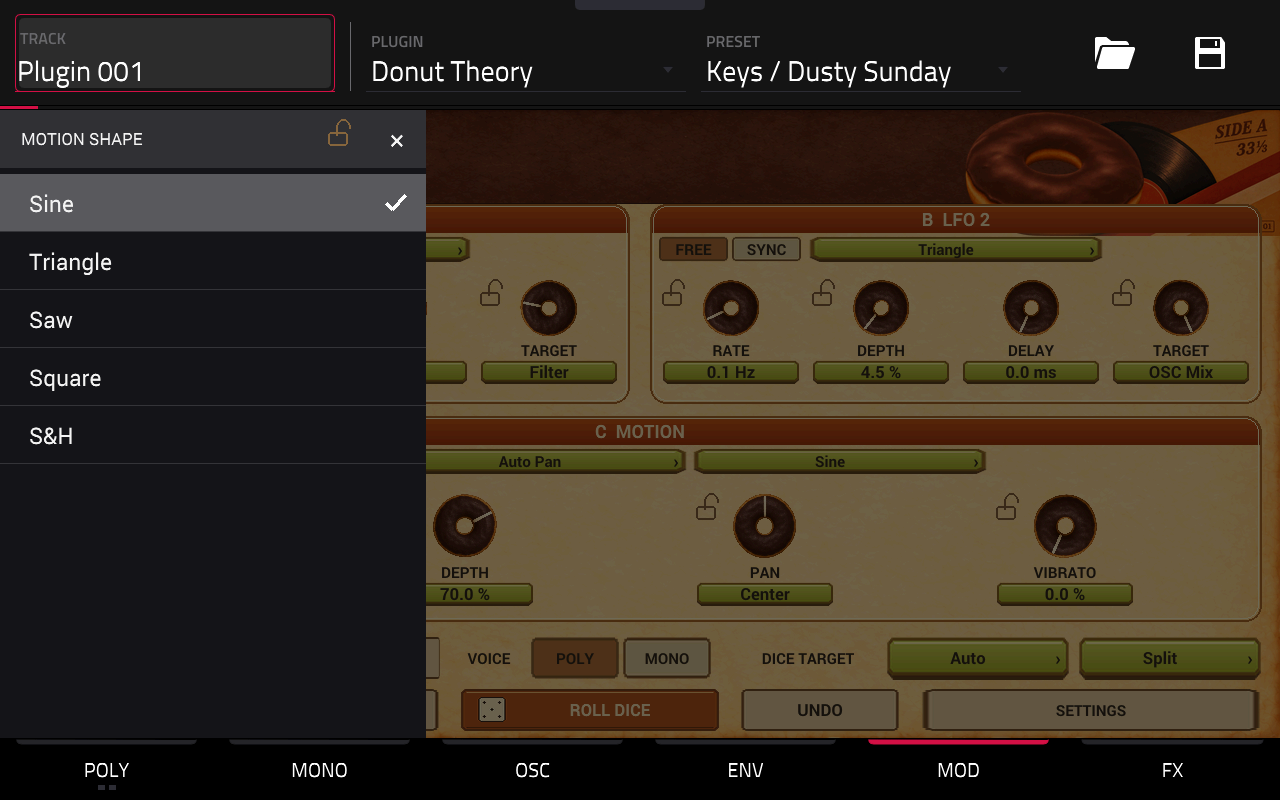 TRACK
Plugin 001
PLUGIN
Donut Theory
PRESET
Keys / Dusty Sunday
MOTION SHAPE
Sine
Triangle
Saw
Square
S&H
SIDE A
33⅓
B LFO 2
FREE
SYNC
Triangle
TARGET
Filter
RATE
0.1 Hz
DEPTH
4.5 %
DELAY
0.0 ms
TARGET
OSC Mix
C MOTION
Auto Pan
Sine
DEPTH
70.0 %
PAN
Center
VIBRATO
0.0 %
VOICE
POLY
MONO
DICE TARGET
Auto
Split
ROLL DICE
UNDO
SETTINGS
POLY
MONO
OSC
ENV
MOD
FX